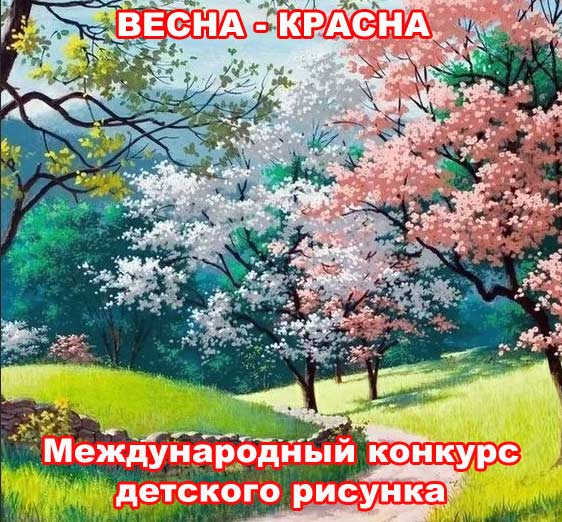 ВЕСНА - КРАСНА
Международный конкурс
детского рисунка